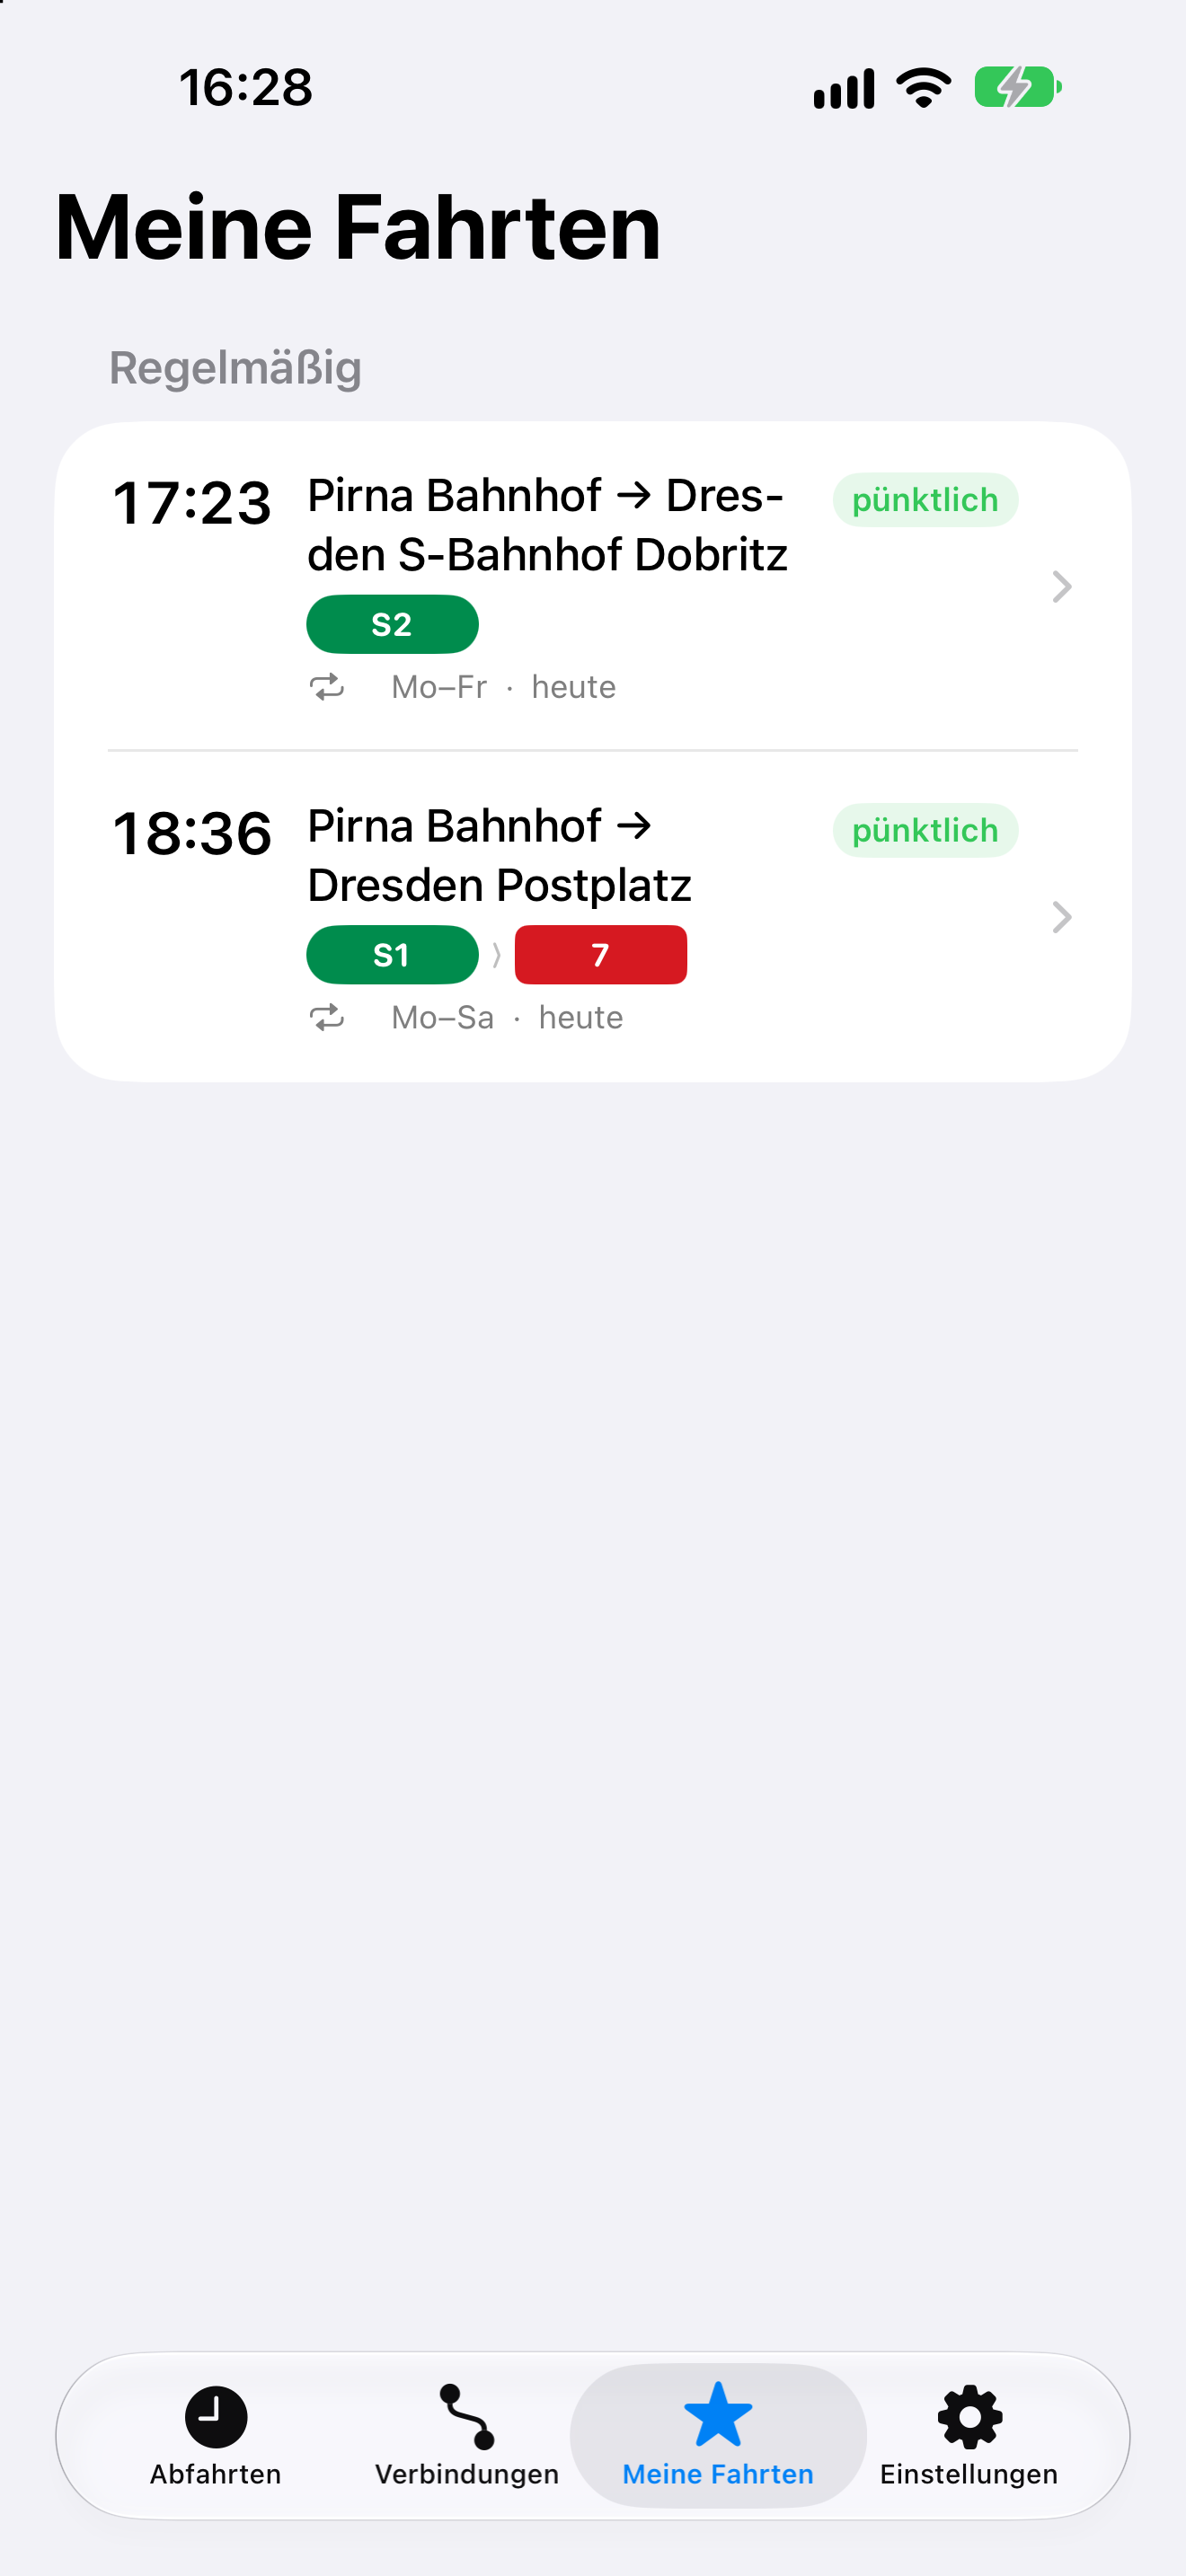 16:28
Meine Fahrten
Regelmäßig
17:23 Pirna Bahnhof → Dres- pünktlich
den S-Bahnhof Dobritz
S2
Mo–Fr · heute
18:36 Pirna Bahnhof → pünktlich
Dresden Postplatz
S1 ⟩ 7
Mo–Sa · heute
Abfahrten Verbindungen Meine Fahrten Einstellungen